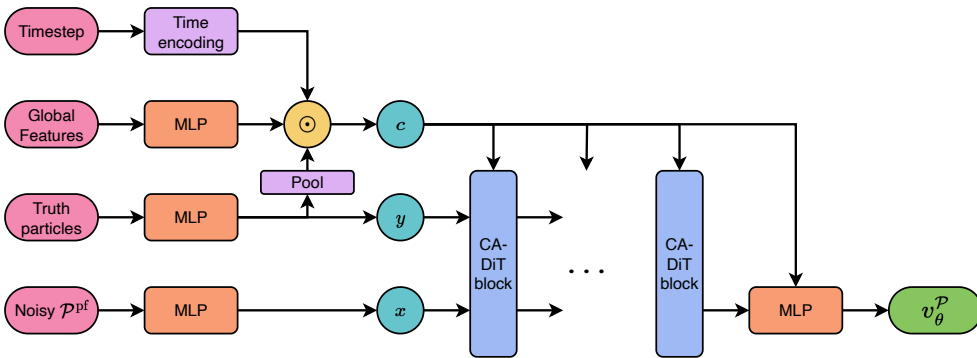 Timestep
Time
encoding
Global
Features
MLP
⊙
c
Pool
Truth
particles
MLP
y
CA-
DiT
block
. . .
CA-
DiT
block
Noisy 𝒫^pf
MLP
x
MLP
v_θ^𝒫